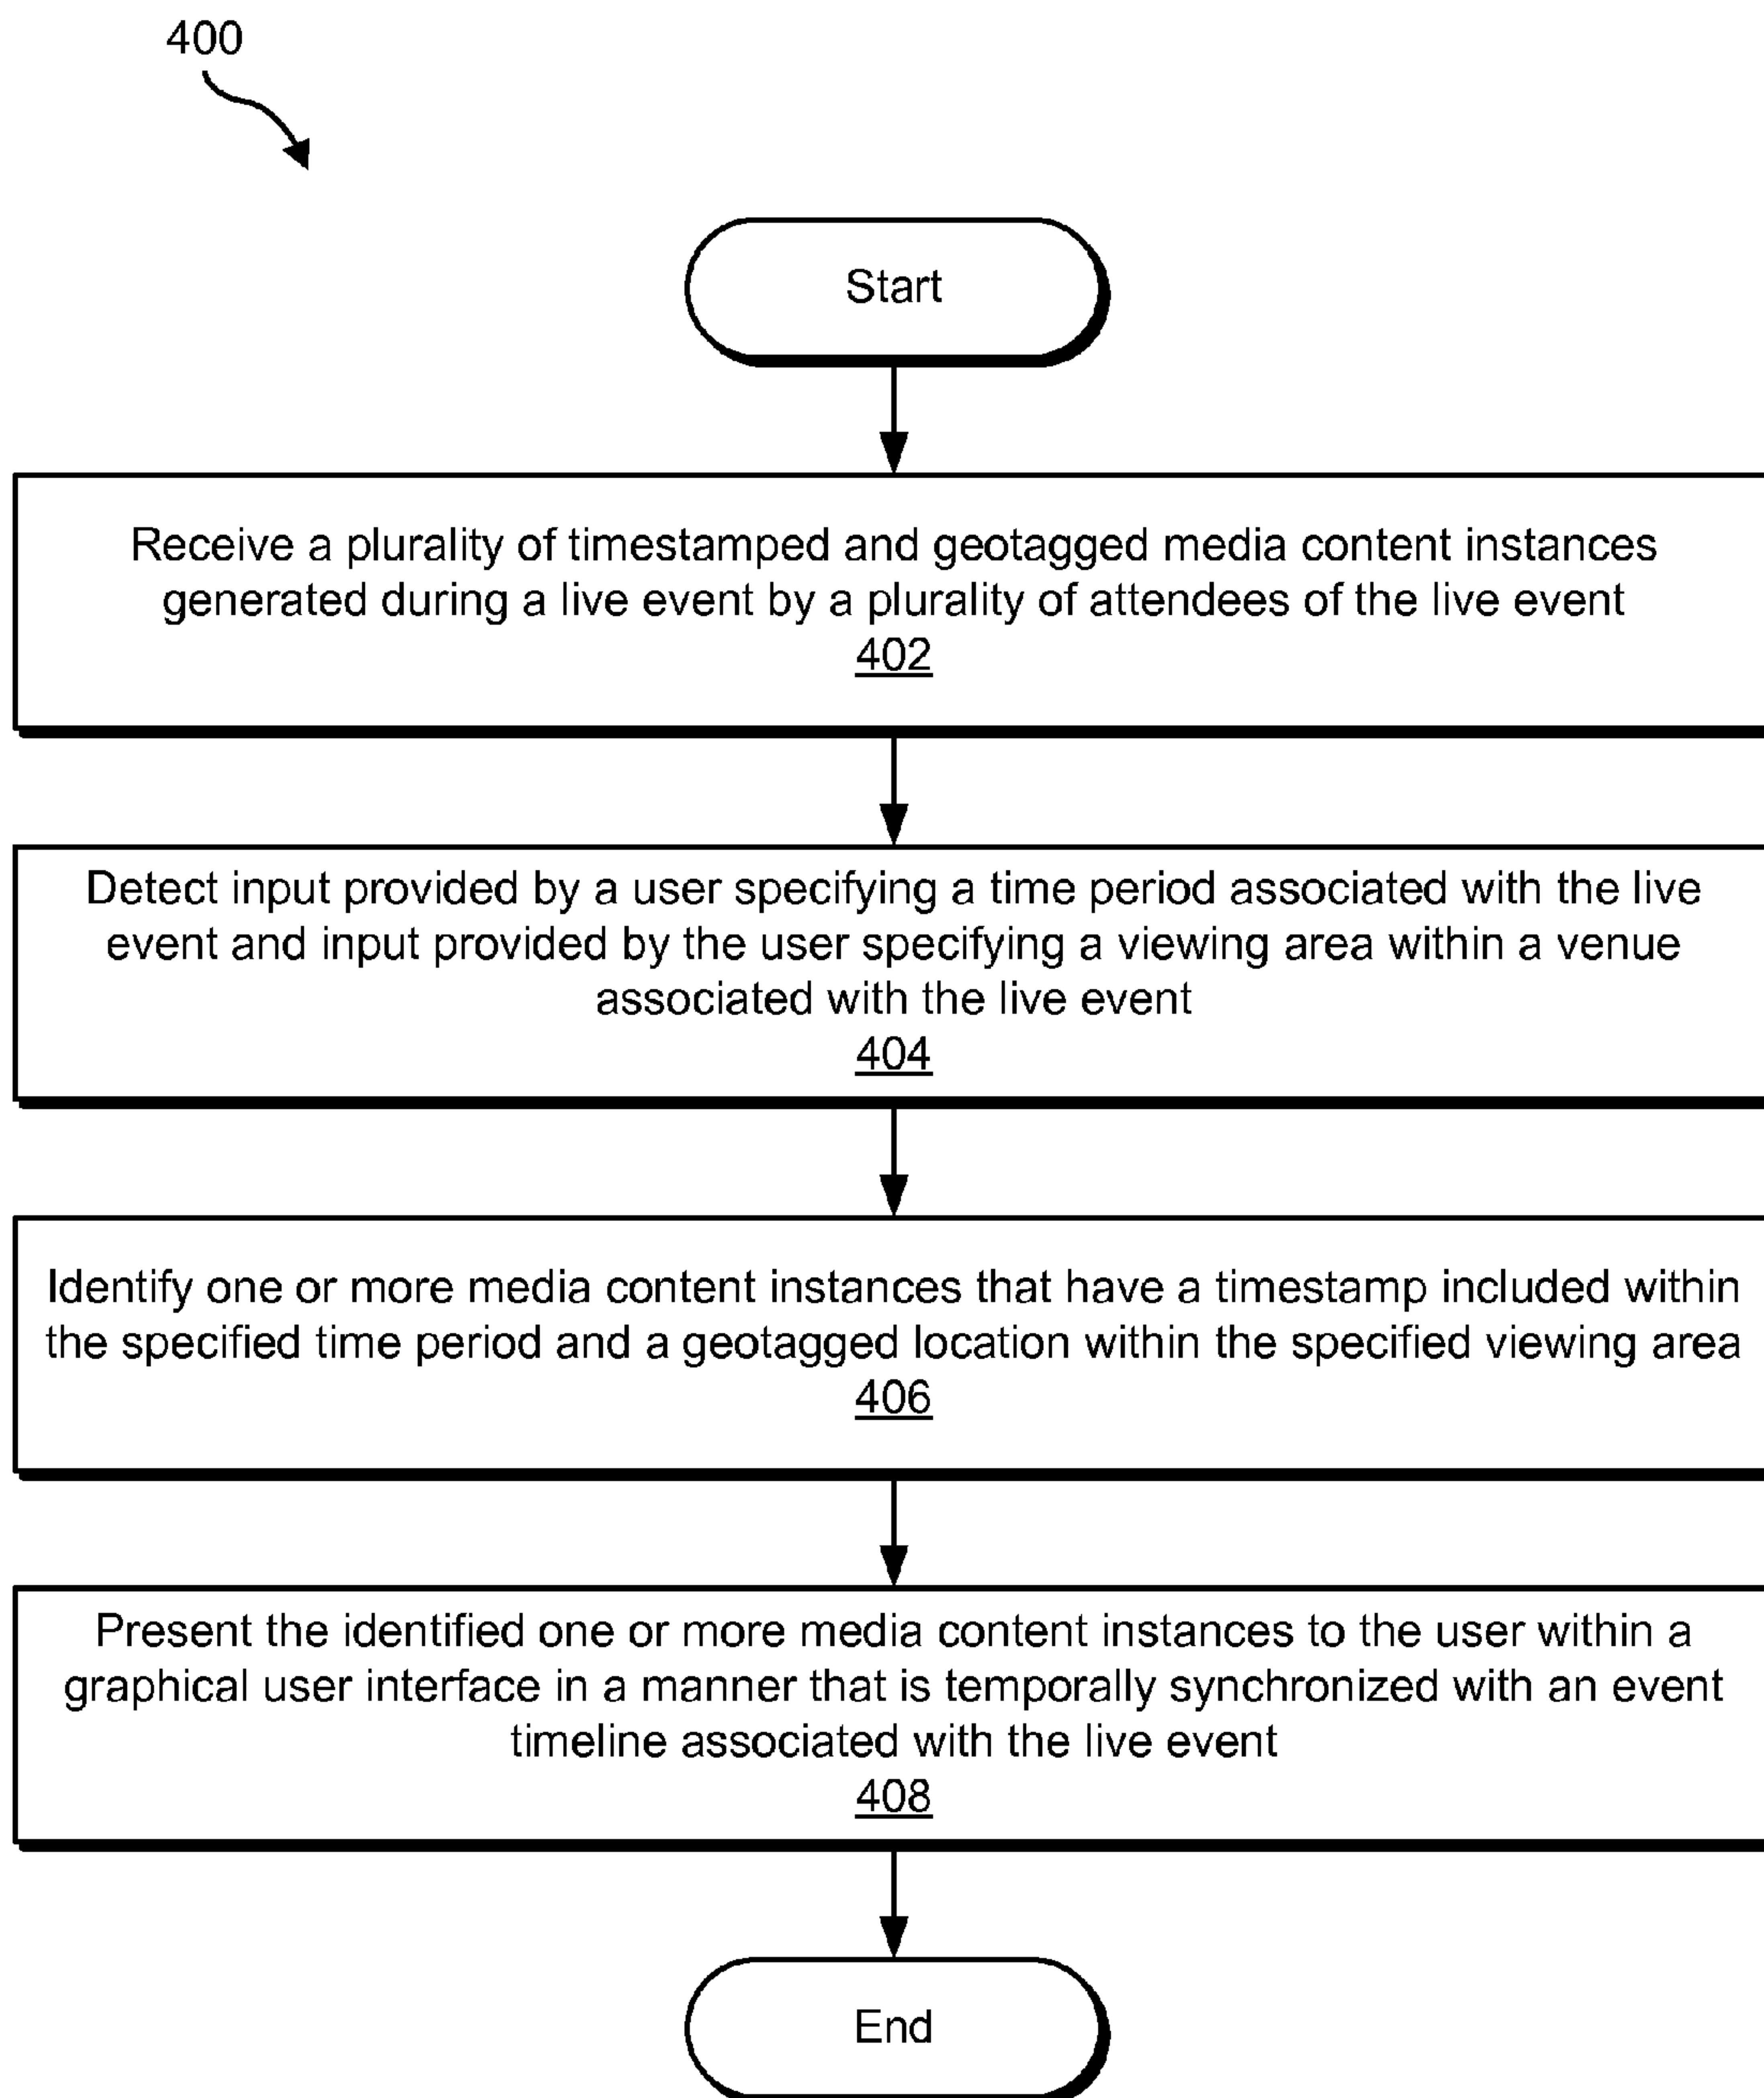 400
Start
Receive a plurality of timestamped and geotagged media content instances
generated during a live event by a plurality of attendees of the live event
402
Detect input provided by a user specifying a time period associated with the live
event and input provided by the user specifying a viewing area within a venue
associated with the live event
404
Identify one or more media content instances that have a timestamp included within
the specified time period and a geotagged location within the specified viewing area
406
Present the identified one or more media content instances to the user within a
graphical user interface in a manner that is temporally synchronized with an event
timeline associated with the live event
408
End